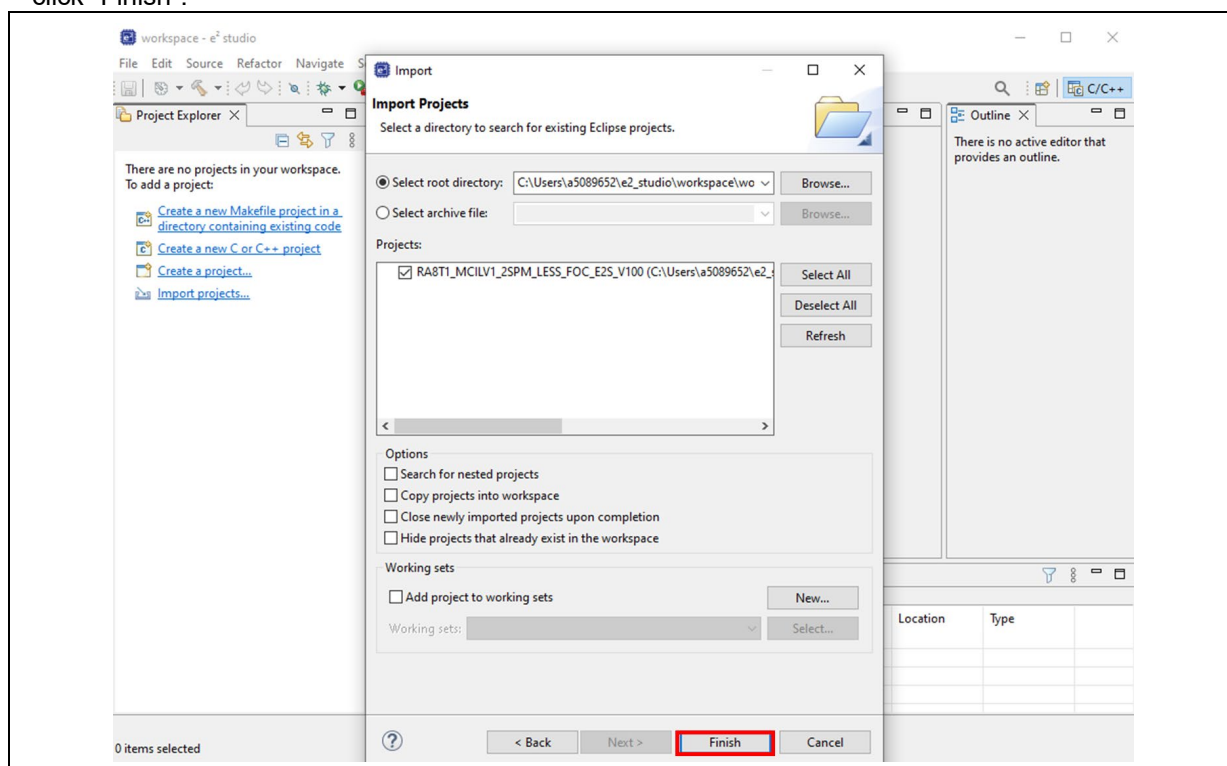 click "Finish".
workspace - e² studio
File Edit Source Refactor Navigate
C/C++
Project Explorer
There are no projects in your workspace.
To add a project:
Create a new Makefile project in a
directory containing existing code
Create a new C or C++ project
Create a project...
Import projects...
Import
Import Projects
Select a directory to search for existing Eclipse projects.
Select root directory: C:\Users\a5089652\e2_studio\workspace\wo Browse...
Select archive file: Browse...
Projects:
RA8T1_MCILV1_2SPM_LESS_FOC_E2S_V100 (C:\Users\a5089652\e2_
Select All
Deselect All
Refresh
Options
Search for nested projects
Copy projects into workspace
Close newly imported projects upon completion
Hide projects that already exist in the workspace
Working sets
Add project to working sets New...
Working sets: Select...
? < Back Next > Finish Cancel
Outline
There is no active editor that
provides an outline.
Location Type
0 items selected